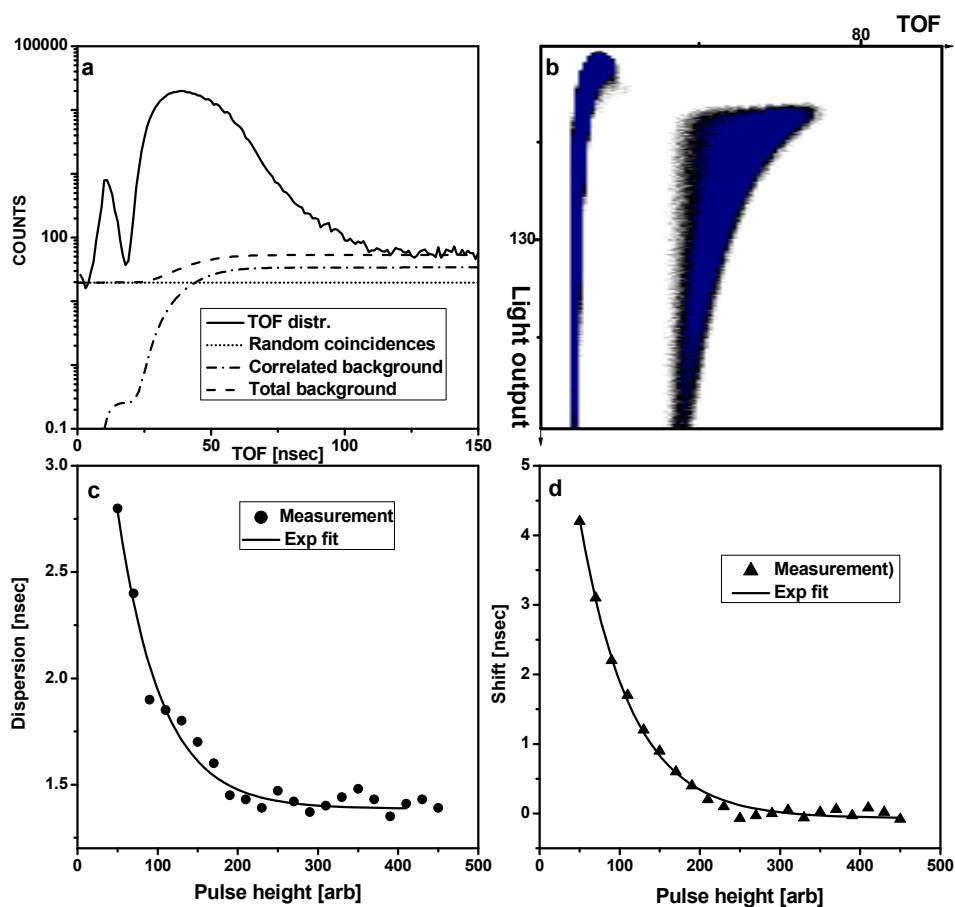 a
100000
100
0.1
COUNTS
0
50
100
150
TOF [nsec]
TOF distr.
Random coincidences
Correlated background
Total background
b
TOF
80
130
Light output
c
3.0
2.5
2.0
1.5
Dispersion [nsec]
0
100
200
300
400
500
Pulse height [arb]
Measurement
Exp fit
d
5
4
3
2
1
0
Shift [nsec]
0
100
200
300
400
500
Pulse height [arb]
Measurement)
Exp fit